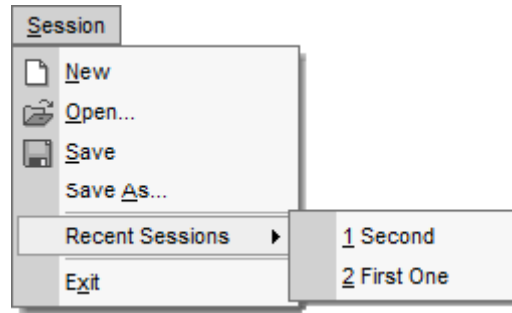 Session
New
Open...
Save
Save As...
Recent Sessions
1 Second
2 First One
Exit